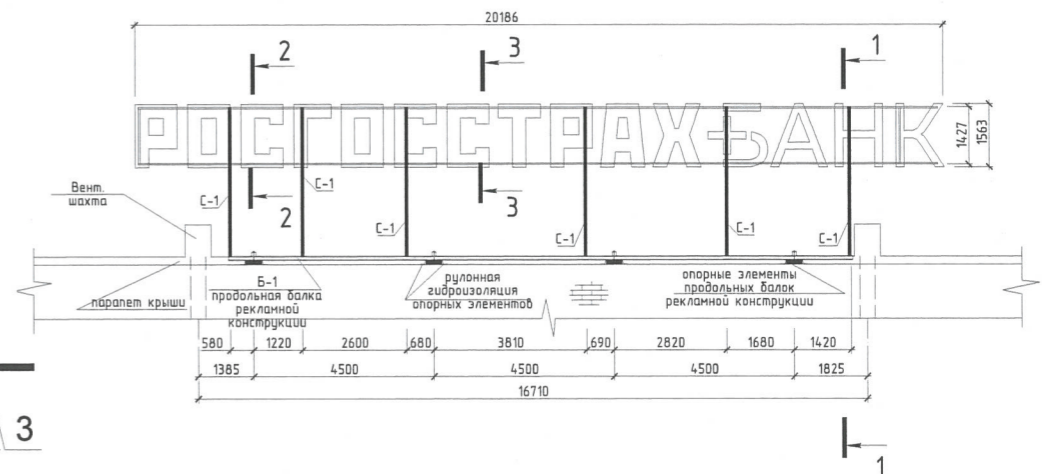 20186
2
3
1
РОСГОССТРАХ БАНК
1427
1563
Вент.
шахта
С-1
С-1
2
3
С-1
С-1
С-1
С-1
парапет крыши
Б-1
продольная балка
рекламной
конструкции
рулонная
гидроизоляция
опорных элементов
опорные элементы
продольных балок
рекламной конструкции
580
1220
2600
680
3810
690
2820
1680
1420
1385
4500
4500
4500
1825
16710
3
1